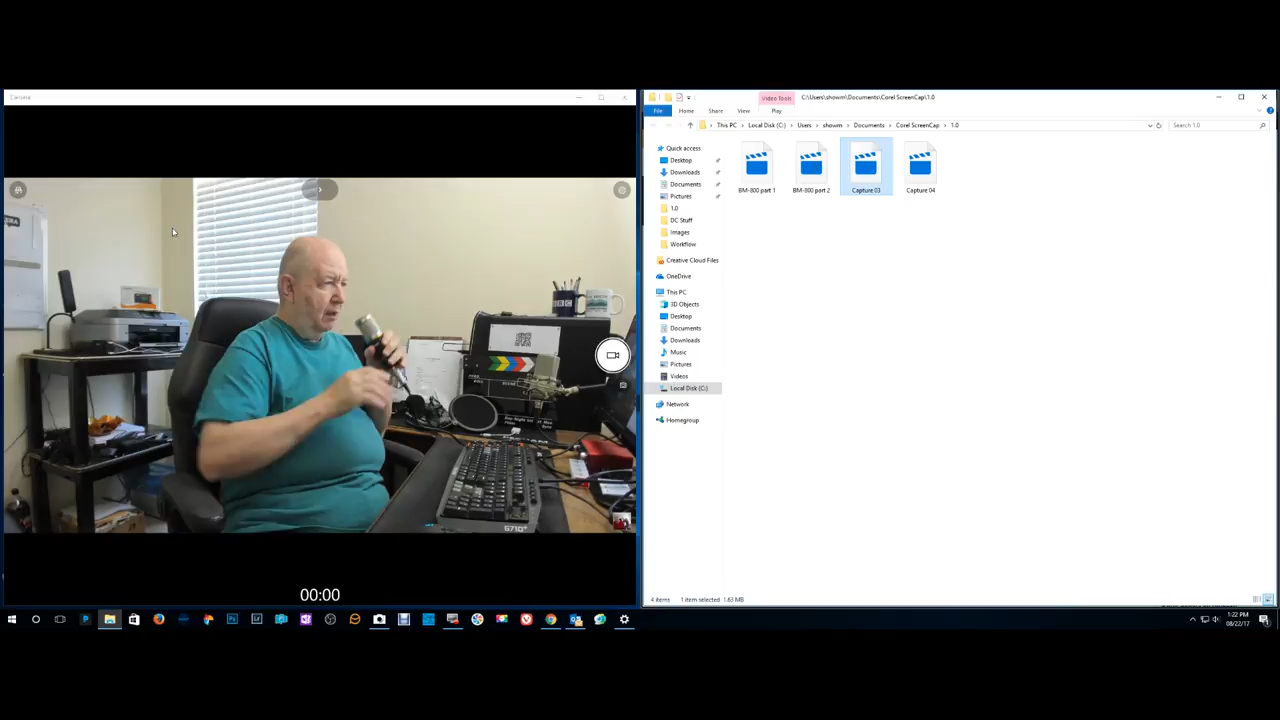 Camera
00:00
Video Tools
C:\Users\showm\Documents\Corel ScreenCap\1.0
File
Home
Share
View
Play
This PC
Local Disk (C:)
Users
showm
Documents
Corel ScreenCap
1.0
Search 1.0
Quick access
Desktop
Downloads
Documents
Pictures
1.0
DC Stuff
Images
Workflow
Creative Cloud Files
OneDrive
This PC
3D Objects
Desktop
Documents
Downloads
Music
Pictures
Videos
Local Disk (C:)
Network
Homegroup
BM-800 part 1
BM-800 part 2
Capture 03
Capture 04
4 items
1 item selected 1.63 MB
G710+
1:22 PM
08/22/17